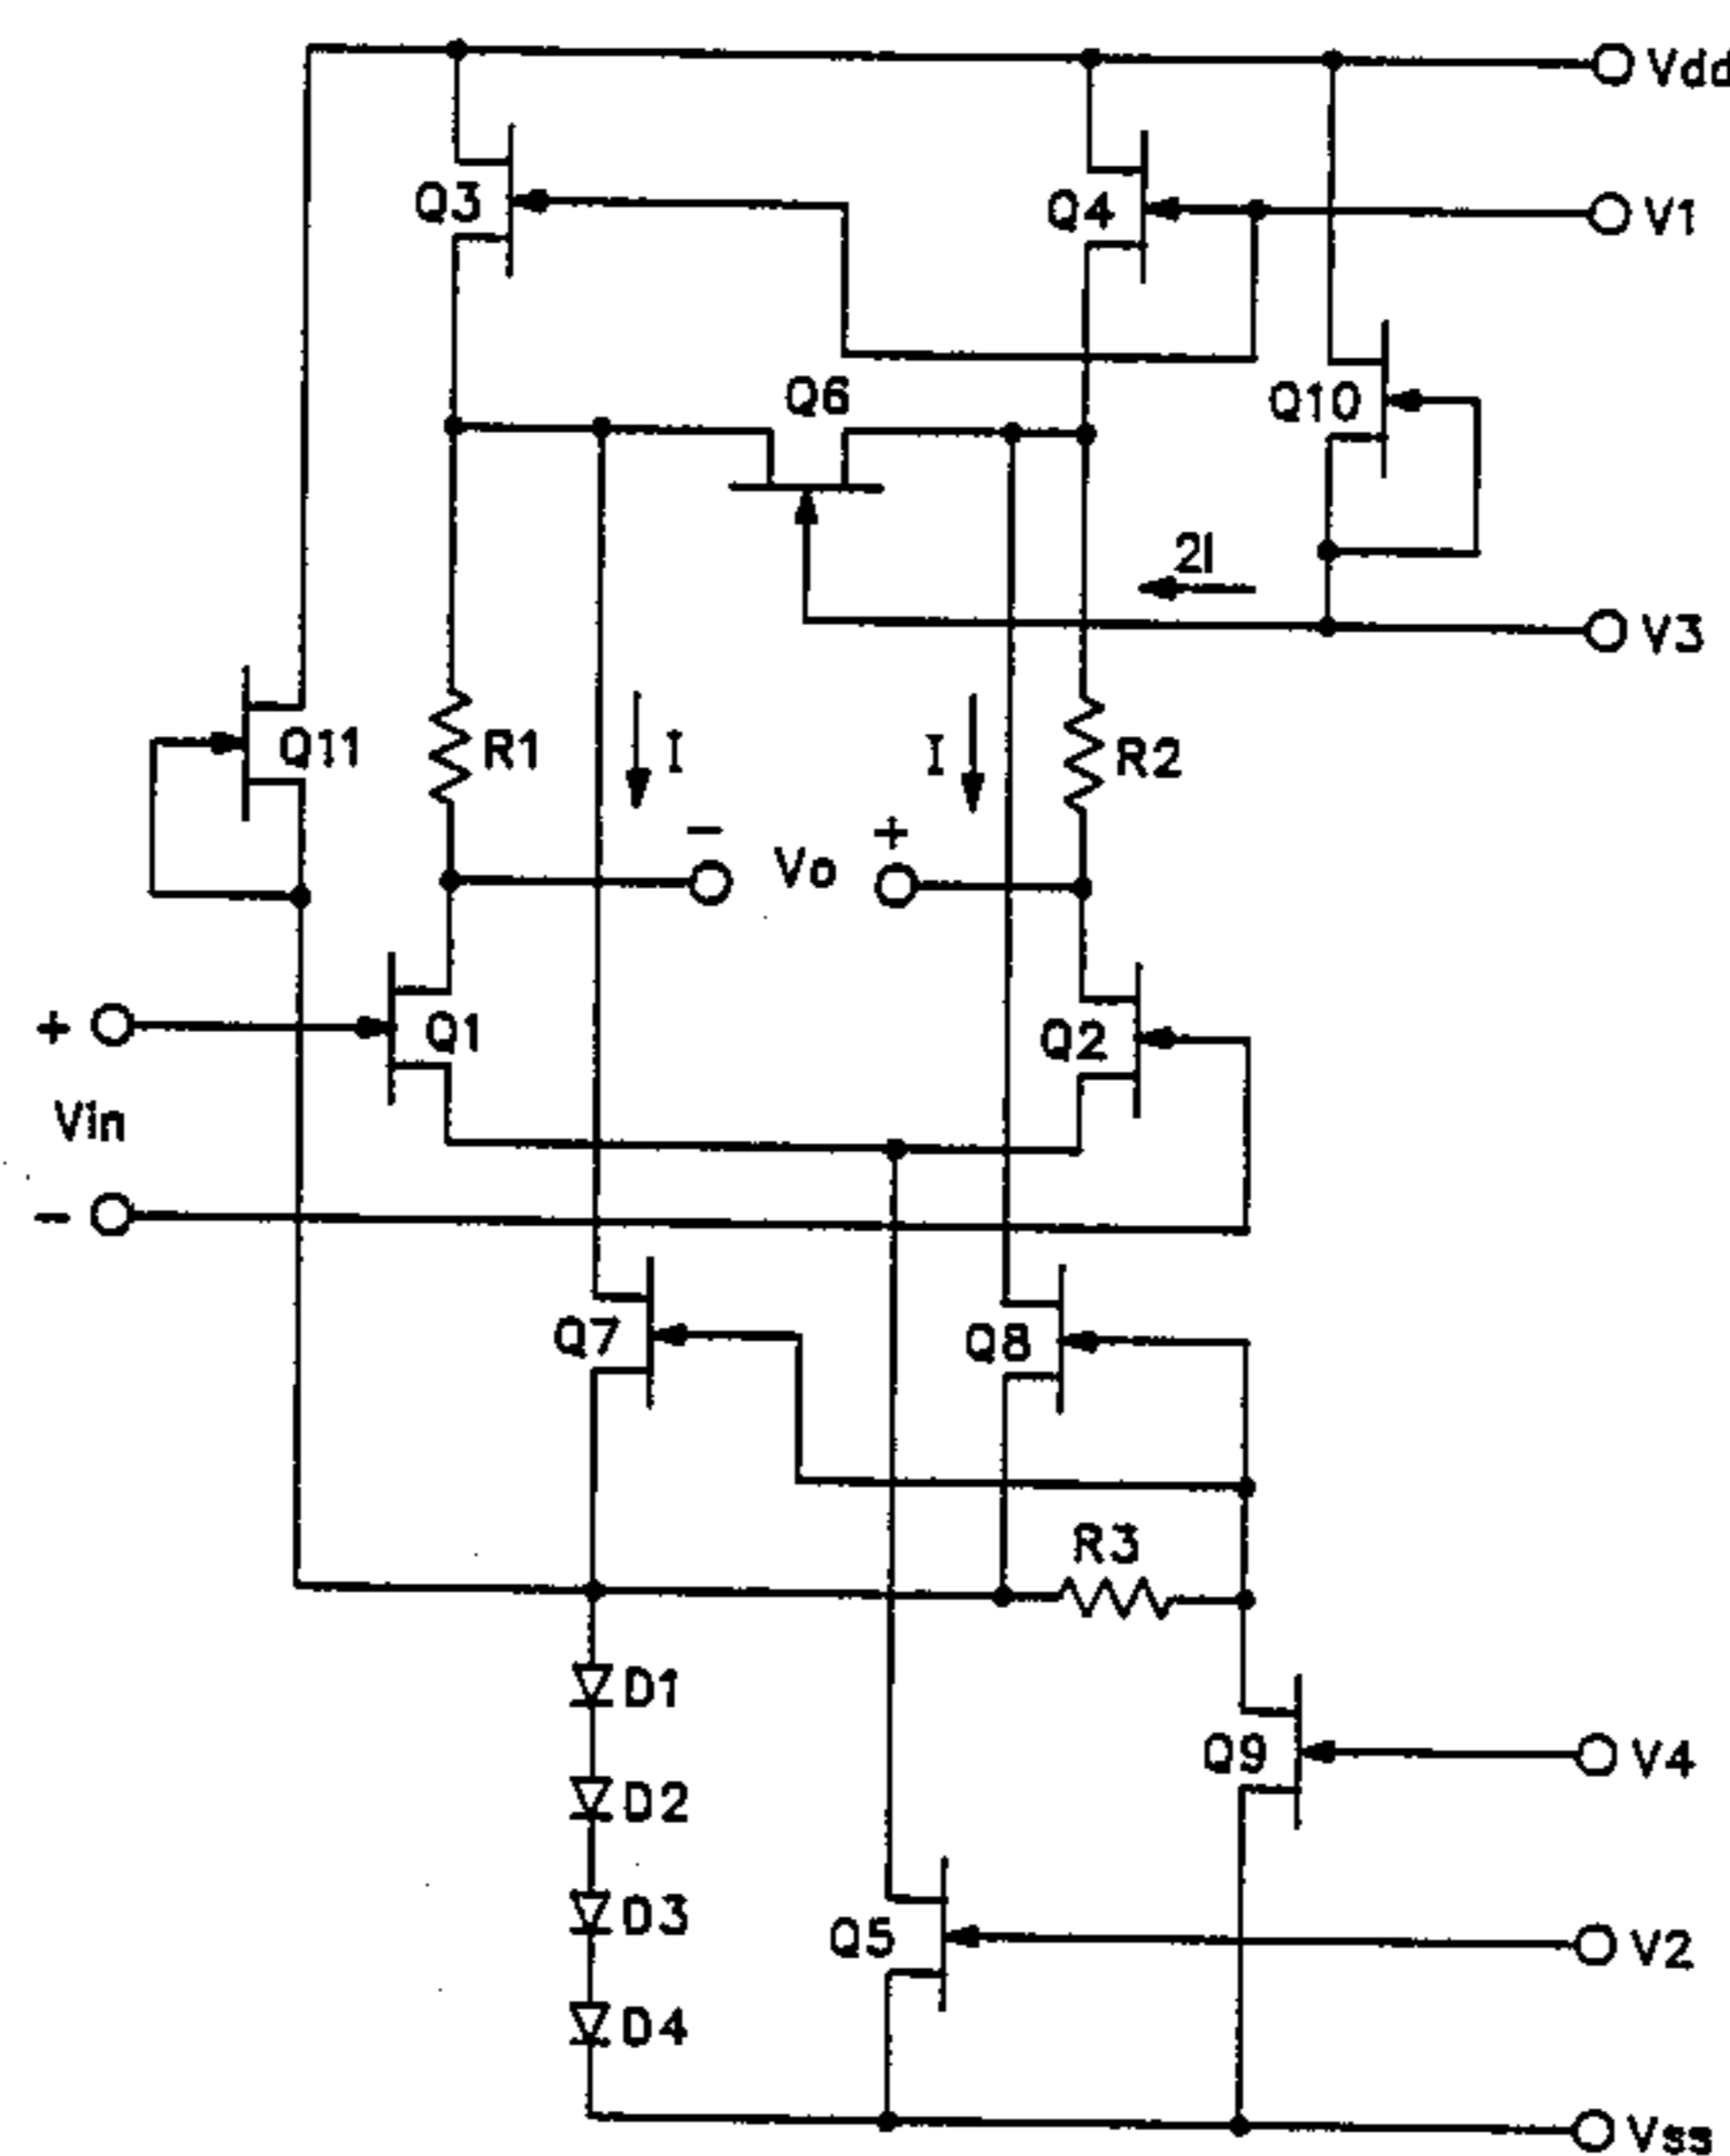 Vdd
Q3
Q4
V1
Q6
Q10
2I
V3
Q11
R1
I
I
R2
− Vo +
+
Q1
Q2
Vin
−
Q7
Q8
R3
D1
Q9
V4
D2
D3
Q5
V2
D4
Vss